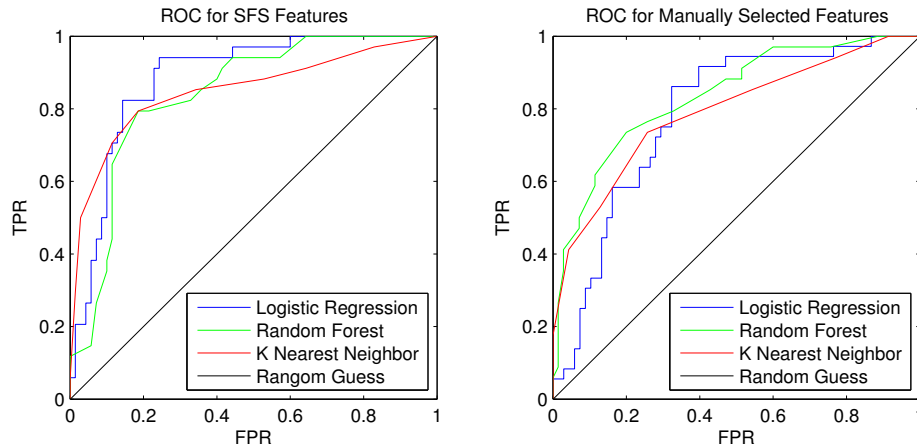 ROC for SFS Features
1
0.8
0.6
0.4
0.2
0
TPR
0
0.2
0.4
0.6
0.8
1
FPR
Logistic Regression
Random Forest
K Nearest Neighbor
Rangom Guess
ROC for Manually Selected Features
1
0.8
0.6
0.4
0.2
0
TPR
0
0.2
0.4
0.6
0.8
1
FPR
Logistic Regression
Random Forest
K Nearest Neighbor
Random Guess